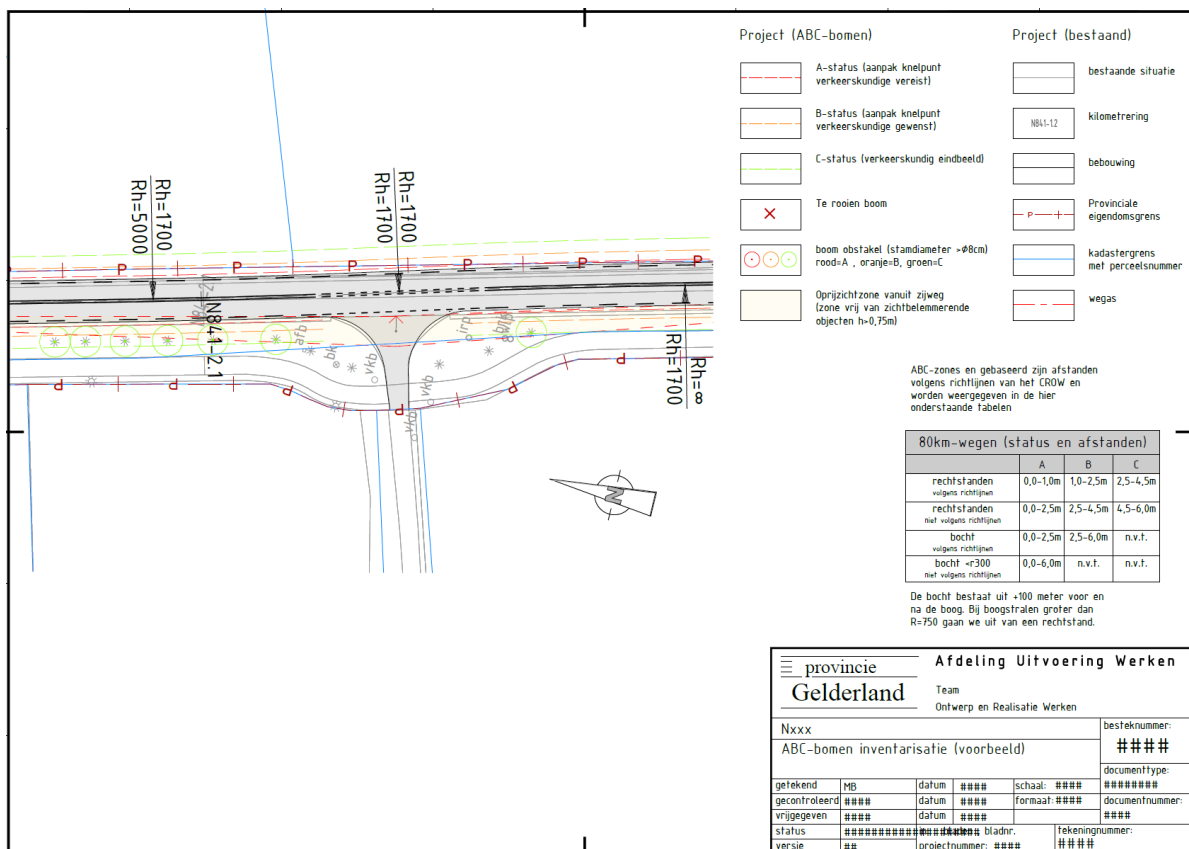 Project (ABC-bomen)
A-status (aanpak knelpunt
verkeerskundige vereist)
B-status (aanpak knelpunt
verkeerskundige gewenst)
C-status (verkeerskundig eindbeeld)
Te rooien boom
boom obstakel (stamdiameter >ø8cm)
rood=A , oranje=B, groen=C
Oprijzichtzone vanuit zijweg
(zone vrij van zichtbelemmerende
objecten h>0,75m)
Project (bestaand)
bestaande situatie
N841-1.2
kilometrering
bebouwing
P
Provinciale
eigendomsgrens
kadastergrens
met perceelsnummer
wegas
Rh=1700
Rh=5000
Rh=1700
Rh=1700
Rh=∞
Rh=1700
P P P P P P
N841-2.1
afb
bk
vkb
irp
vkb
vkb
P P P P P P
N
ABC-zones en gebaseerd zijn afstanden
volgens richtlijnen van het CROW en
worden weergegeven in de hier
onderstaande tabelen
80km-wegen (status en afstanden)
A B C
rechtstanden 0,0-1,0m 1,0-2,5m 2,5-4,5m
volgens richtlijnen
rechtstanden 0,0-2,5m 2,5-4,5m 4,5-6,0m
niet volgens richtlijnen
bocht 0,0-2,5m 2,5-6,0m n.v.t.
volgens richtlijnen
bocht <r300 0,0-6,0m n.v.t. n.v.t.
niet volgens richtlijnen
De bocht bestaat uit +100 meter voor en
na de boog. Bij boogstralen groter dan
R=750 gaan we uit van een rechtstand.
provincie
Gelderland
Afdeling Uitvoering Werken
Team
Ontwerp en Realisatie Werken
Nxxx
ABC-bomen inventarisatie (voorbeeld)
besteknummer:
####
documenttype:
########
getekend MB datum #### schaal: ####
gecontroleerd #### datum #### formaat: #### documentnummer:
vrijgegeven #### datum #### ####
status bladnr. tekeningnummer:
versie ## projectnummer: #### ####